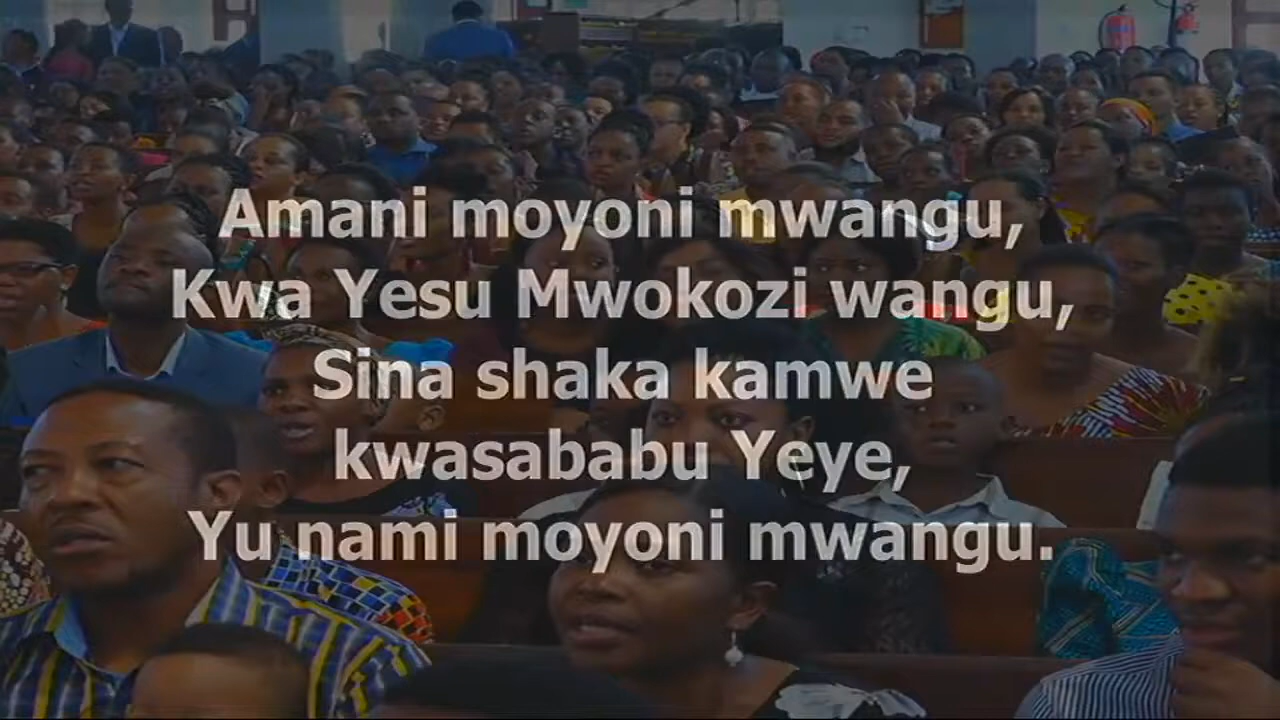 Amani moyoni mwangu,
Kwa Yesu Mwokozi wangu,
Sina shaka kamwe
kwasababu Yeye,
Yu nami moyoni mwangu.